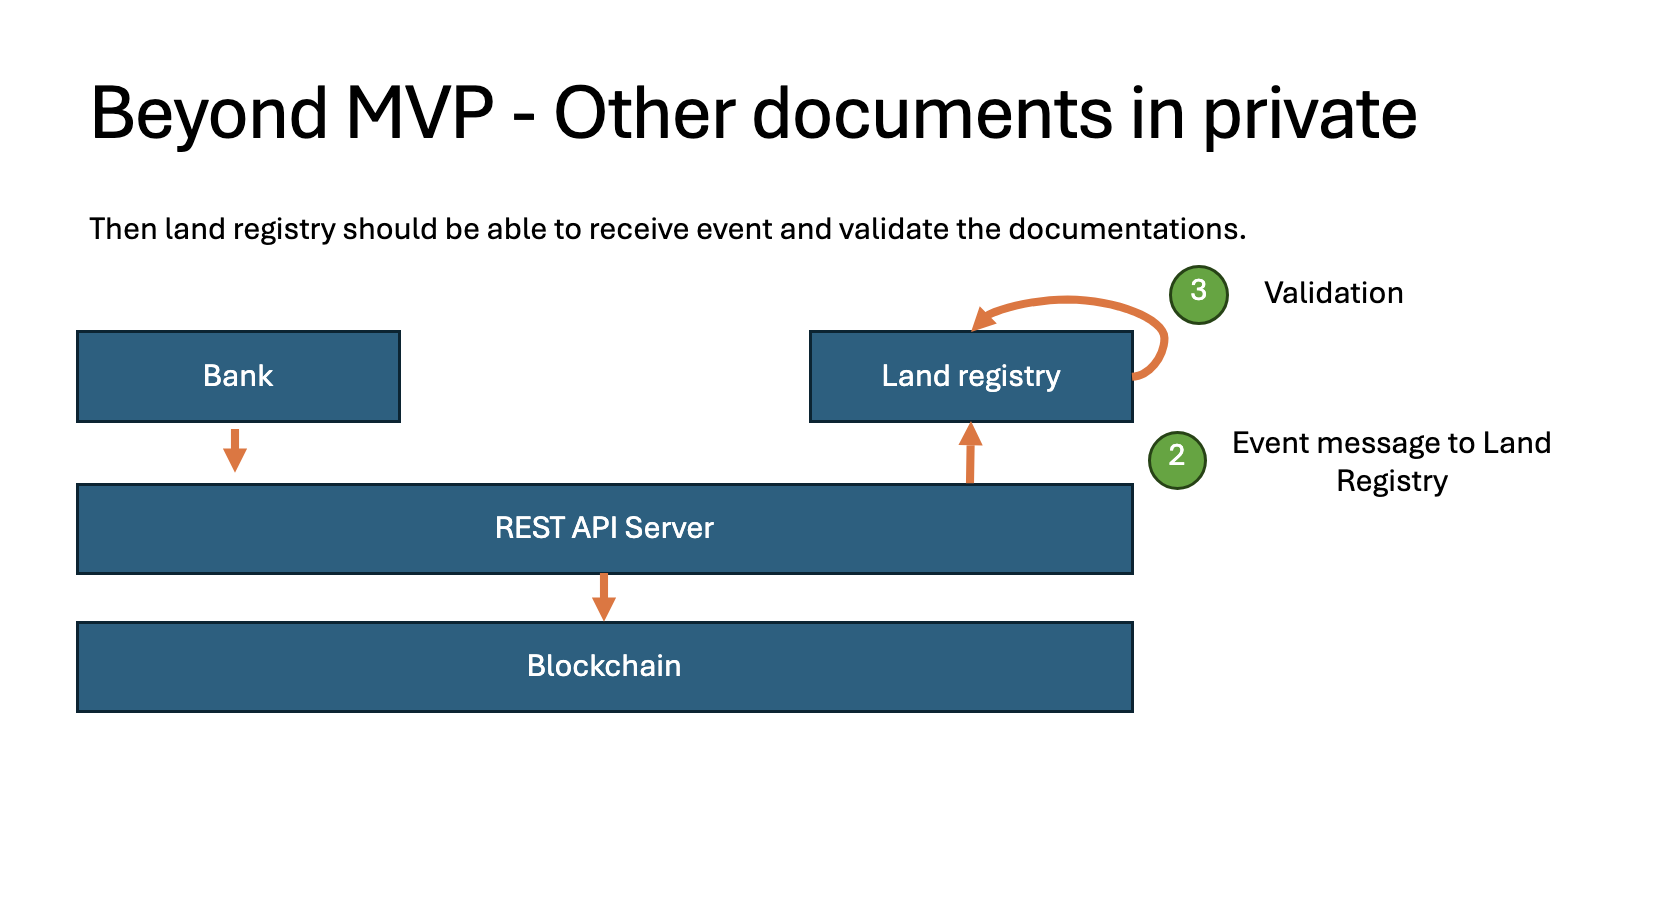 Beyond MVP - Other documents in private
Then land registry should be able to receive event and validate the documentations.
3
Validation
Bank
Land registry
2
Event message to Land
Registry
REST API Server
Blockchain